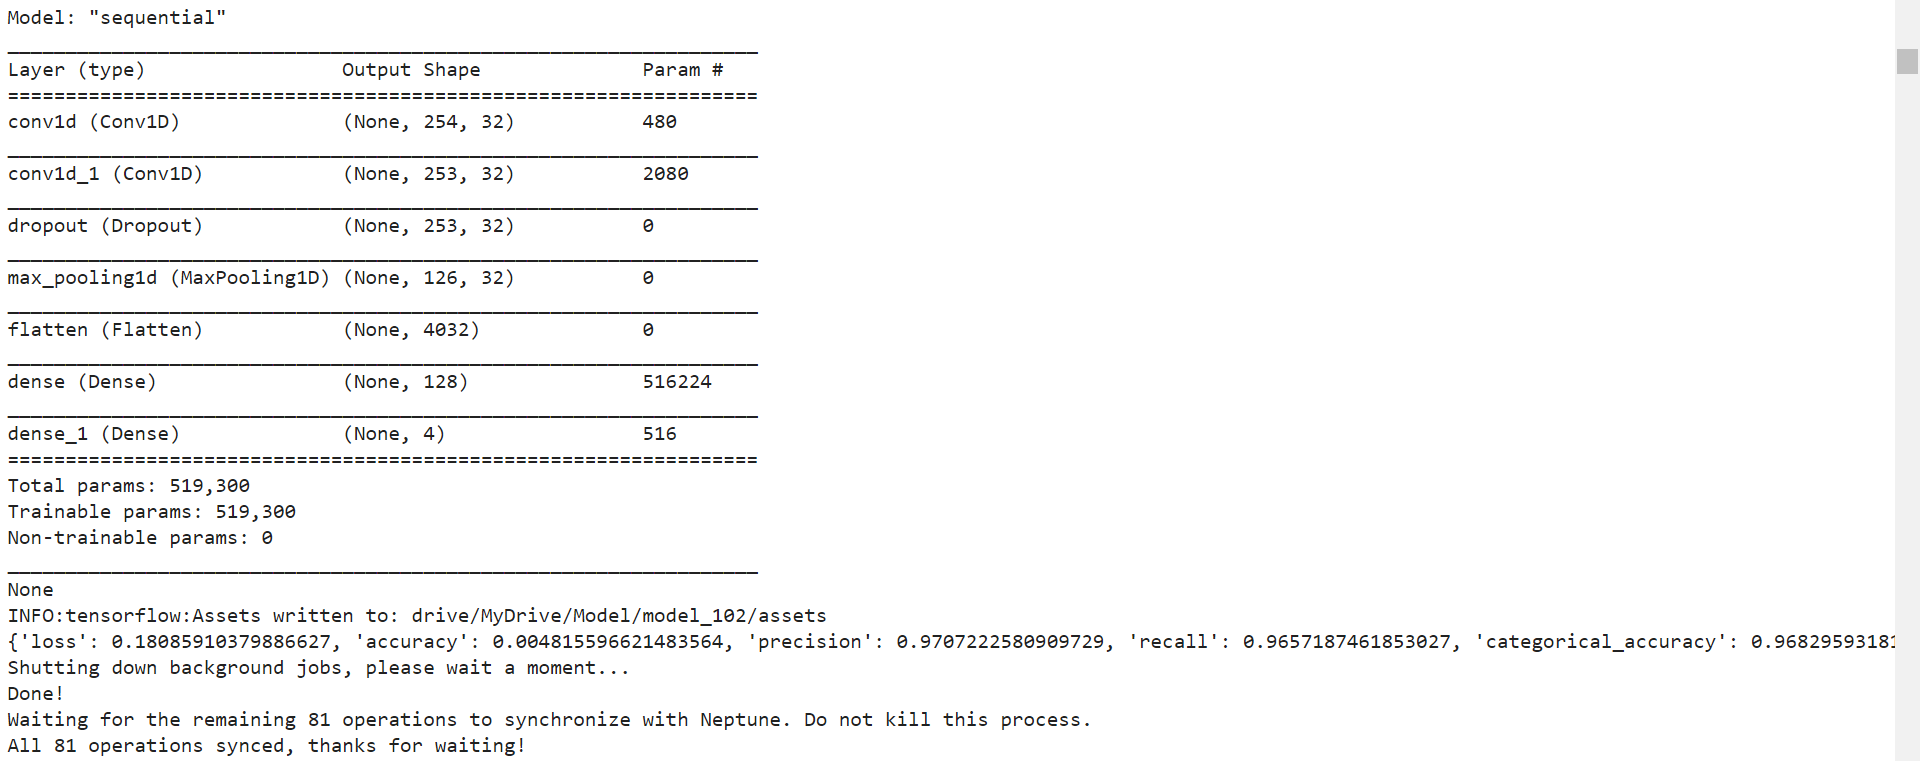 Model: "sequential"
Layer (type) Output Shape Param #
conv1d (Conv1D) (None, 254, 32) 480
conv1d_1 (Conv1D) (None, 253, 32) 2080
dropout (Dropout) (None, 253, 32) 0
max_pooling1d (MaxPooling1D) (None, 126, 32) 0
flatten (Flatten) (None, 4032) 0
dense (Dense) (None, 128) 516224
dense_1 (Dense) (None, 4) 516
Total params: 519,300
Trainable params: 519,300
Non-trainable params: 0
None
INFO:tensorflow:Assets written to: drive/MyDrive/Model/model_102/assets
{'loss': 0.18085910379886627, 'accuracy': 0.004815596621483564, 'precision': 0.9707222580909729, 'recall': 0.9657187461853027, 'categorical_accuracy': 0.96829593181
Shutting down background jobs, please wait a moment...
Done!
Waiting for the remaining 81 operations to synchronize with Neptune. Do not kill this process.
All 81 operations synced, thanks for waiting!